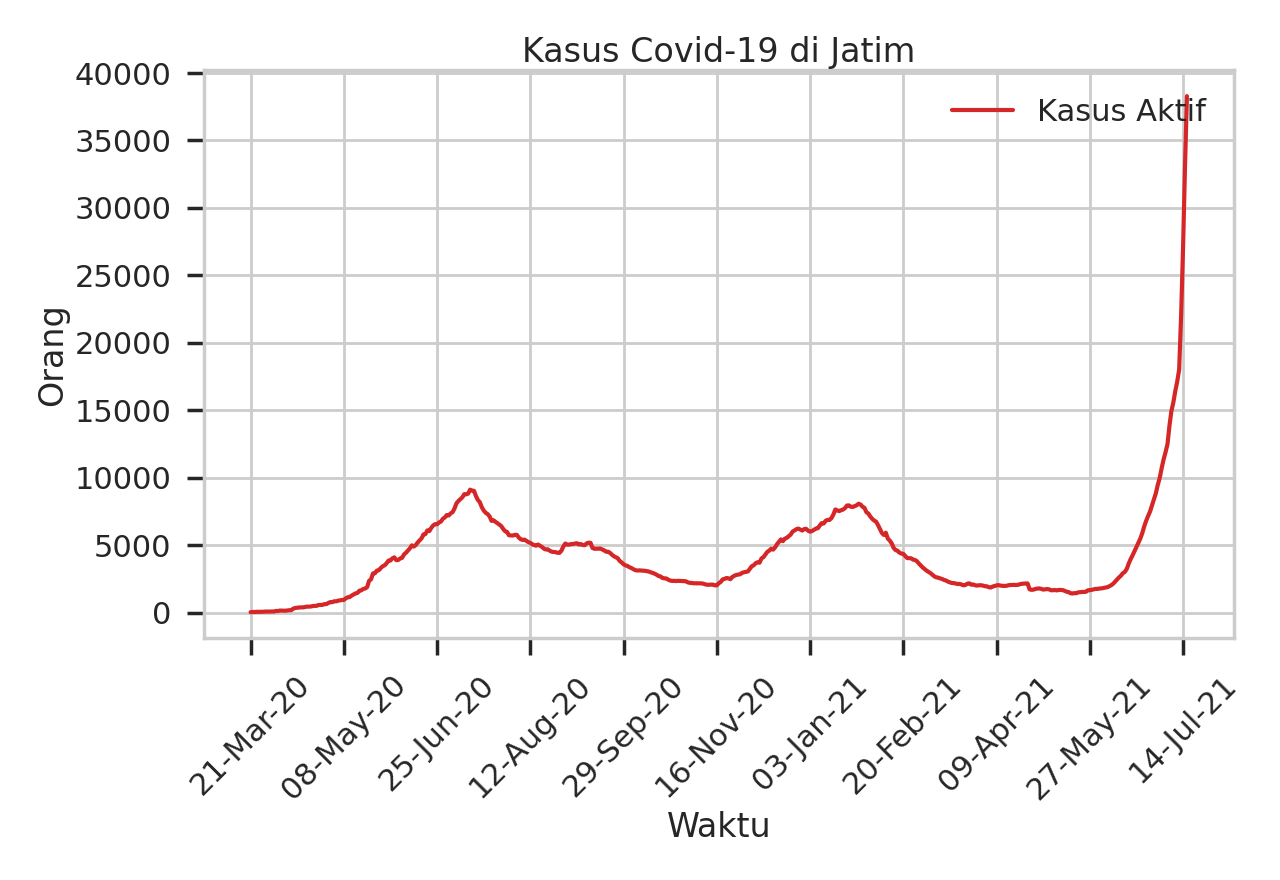 Kasus Covid-19 di Jatim
Kasus Aktif
40000
35000
30000
25000
20000
15000
10000
5000
0
Orang
21-Mar-20
08-May-20
25-Jun-20
12-Aug-20
29-Sep-20
16-Nov-20
03-Jan-21
20-Feb-21
09-Apr-21
27-May-21
14-Jul-21
Waktu